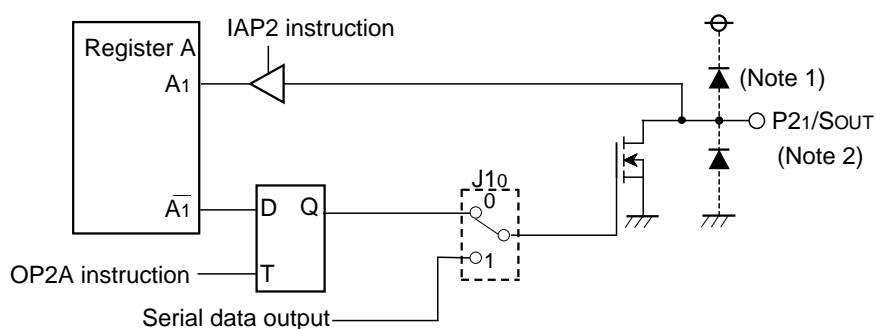 IAP2 instruction
Register A
A1
(Note 1)
P21/SOUT
(Note 2)
J10
0
A1
D Q
1
OP2A instruction
T
Serial data output